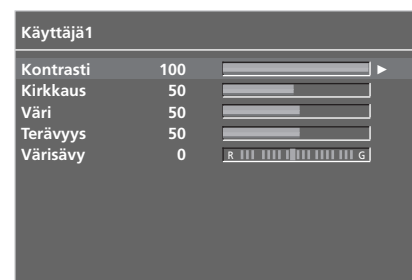 Käyttäjä1
Kontrasti 100
Kirkkaus 50
Väri 50
Terävyys 50
Värisävy 0 R G